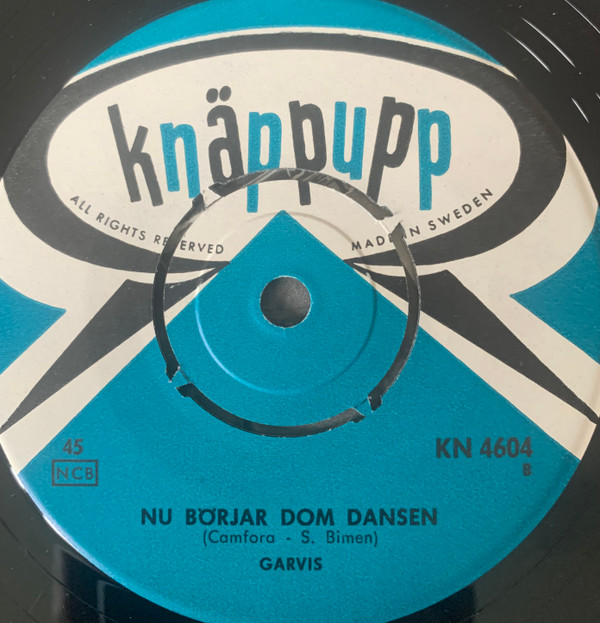 knäppupp
ALL RIGHTS RESERVED
MADE IN SWEDEN
45
NCB
KN 4604
B
NU BÖRJAR DOM DANSEN
(Camfora - S. Bimen)
GARVIS